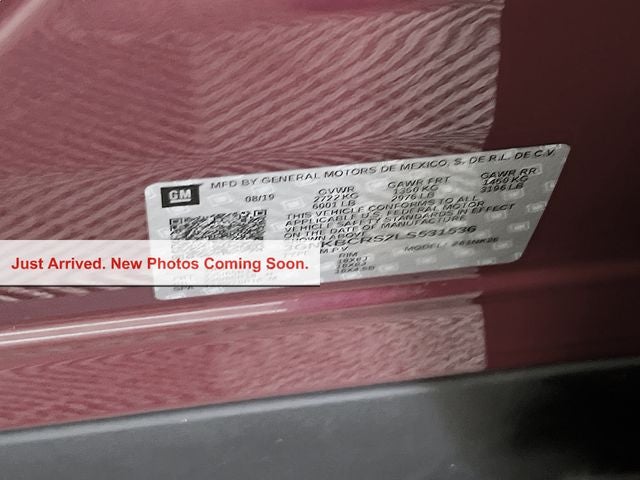 MFD BY GENERAL MOTORS DE MEXICO, S. DE R.L. DE C.V.
GM
08/19
GVWR GAWR FRT GAWR RR
2722 KG 1350 KG 1450 KG
6001 LB 2976 LB 3196 LB
THIS VEHICLE CONFORMS TO ALL
APPLICABLE U.S. FEDERAL MOTOR
VEHICLE SAFETY STANDARDS IN EFFECT
ON THE DATE OF MANUFACTURE
SHOWN ABOVE.
M.P.V. MODEL:
RIM
Just Arrived. New Photos Coming Soon.